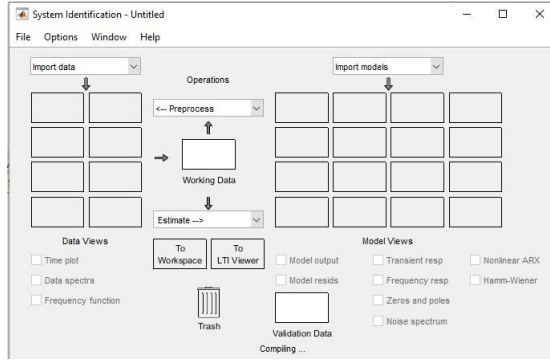 System Identification - Untitled
File Options Window Help
Import data
Operations
Import models
<-- Preprocess
Working Data
Estimate -->
Data Views
To Workspace
To LTI Viewer
Model Views
Time plot
Data spectra
Frequency function
Model output
Model resids
Transient resp
Frequency resp
Zeros and poles
Noise spectrum
Nonlinear ARX
Hamm-Wiener
Trash
Validation Data
Compiling ...